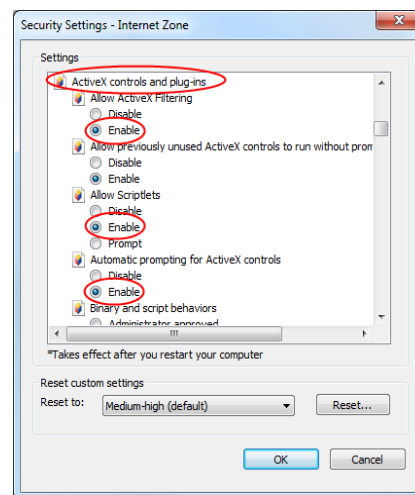 Security Settings - Internet Zone
Settings
ActiveX controls and plug-ins
Allow ActiveX Filtering
Disable
Enable
Allow previously unused ActiveX controls to run without prom
Disable
Enable
Allow Scriptlets
Disable
Enable
Prompt
Automatic prompting for ActiveX controls
Disable
Enable
Binary and script behaviors
Administrator approved
*Takes effect after you restart your computer
Reset custom settings
Reset to: Medium-high (default) Reset...
OK Cancel